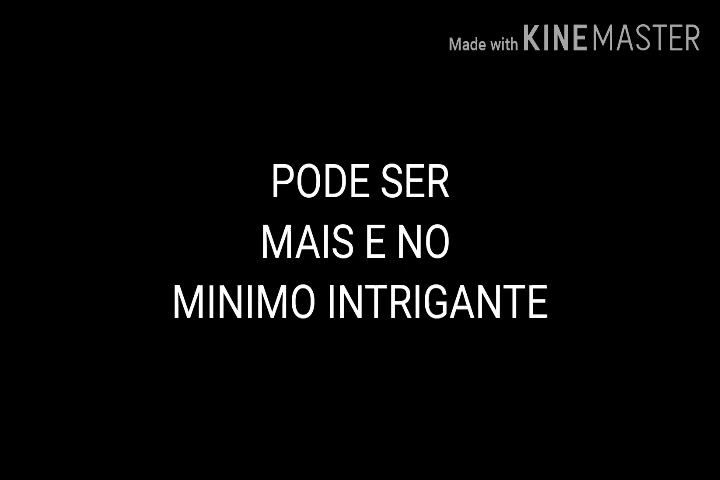 Made with KINEMASTER
PODE SER
MAIS E NO
MINIMO INTRIGANTE